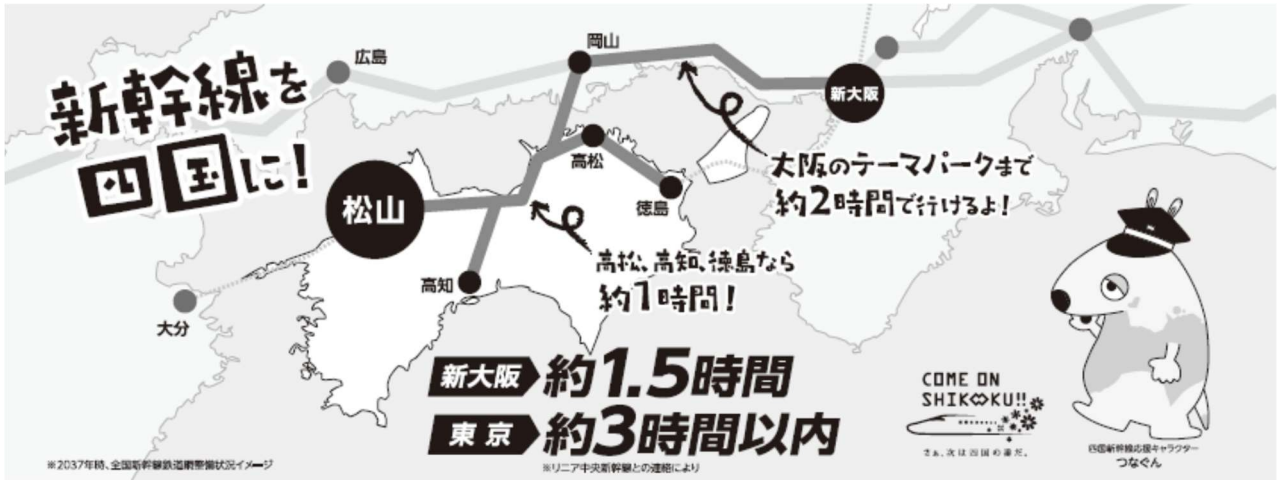 新幹線を
四国に！
広島
岡山
新大阪
高松
徳島
松山
高知
大分
大阪のテーマパークまで
約2時間で行けるよ！
高松、高知、徳島なら
約1時間！
新大阪 約1.5時間
東京 約3時間以内
※リニア中央新幹線との連絡により
※2037年時、全国新幹線鉄道網整備状況イメージ
COME ON
SHIKOKU!!
さぁ、次は四国の番だ。
四国新幹線応援キャラクター
つなぐん